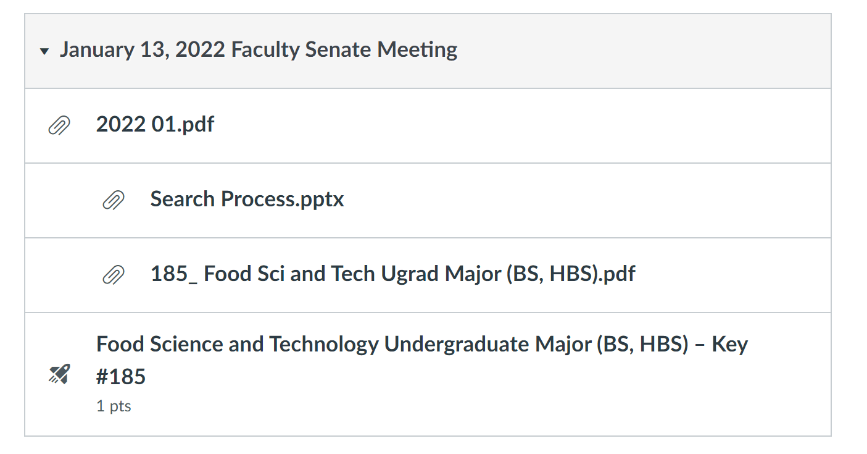 January 13, 2022 Faculty Senate Meeting
2022 01.pdf
Search Process.pptx
185_ Food Sci and Tech Ugrad Major (BS, HBS).pdf
Food Science and Technology Undergraduate Major (BS, HBS) – Key
#185
1 pts